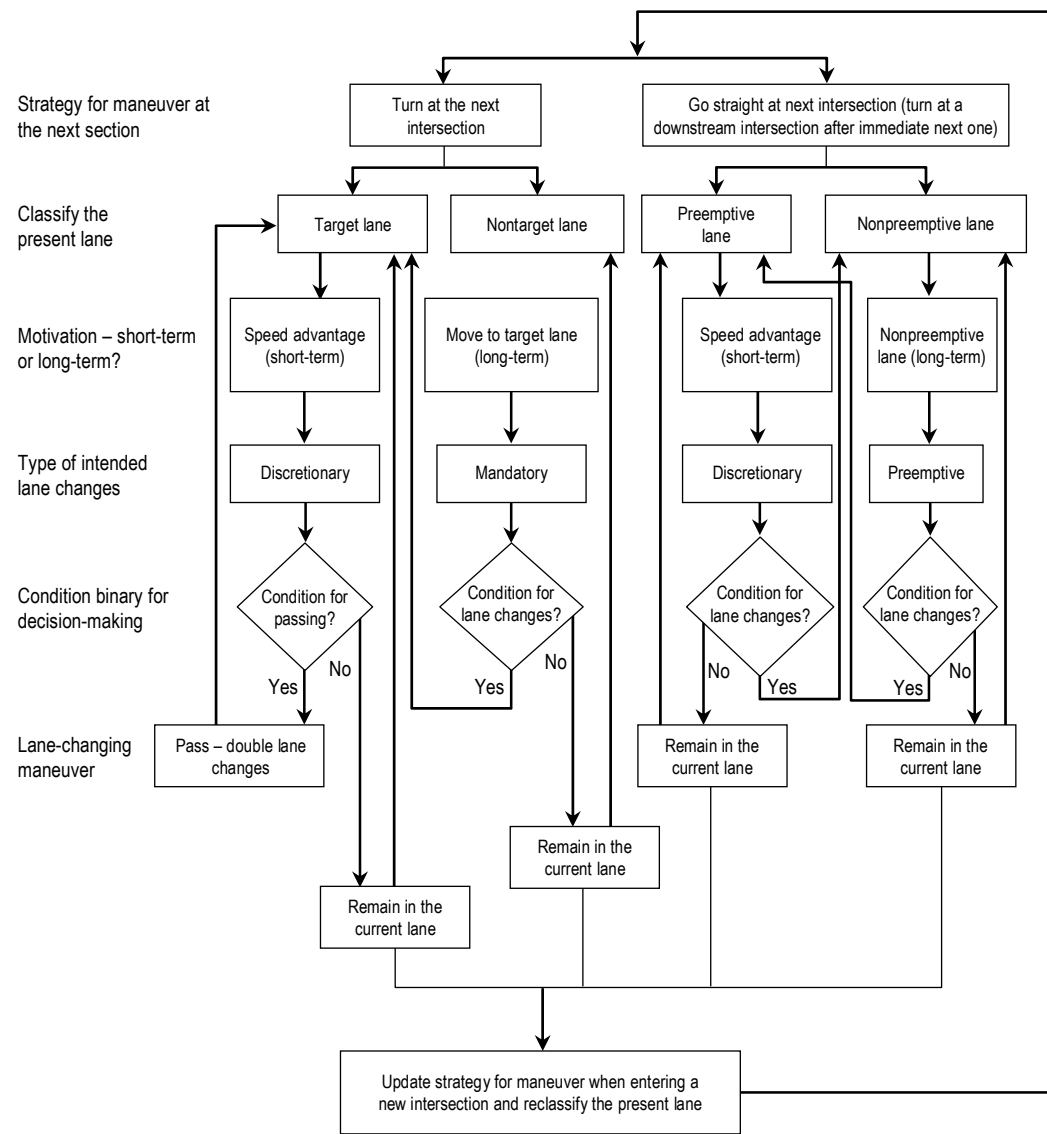 Strategy for maneuver at
the next section
Turn at the next
intersection
Go straight at next intersection (turn at a
downstream intersection after immediate next one)
Classify the
present lane
Target lane
Nontarget lane
Preemptive
lane
Nonpreemptive lane
Motivation – short-term
or long-term?
Speed advantage
(short-term)
Move to target lane
(long-term)
Speed advantage
(short-term)
Nonpreemptive
lane (long-term)
Type of intended
lane changes
Discretionary
Mandatory
Discretionary
Preemptive
Condition binary for
decision-making
Condition for
passing?
Condition for
lane changes?
Condition for
lane changes?
Condition for
lane changes?
Yes
No
Yes
No
No
Yes
Yes
No
Lane-changing
maneuver
Pass – double lane
changes
Remain in the
current lane
Remain in the
current lane
Remain in the
current lane
Remain in the
current lane
Update strategy for maneuver when entering a
new intersection and reclassify the present lane